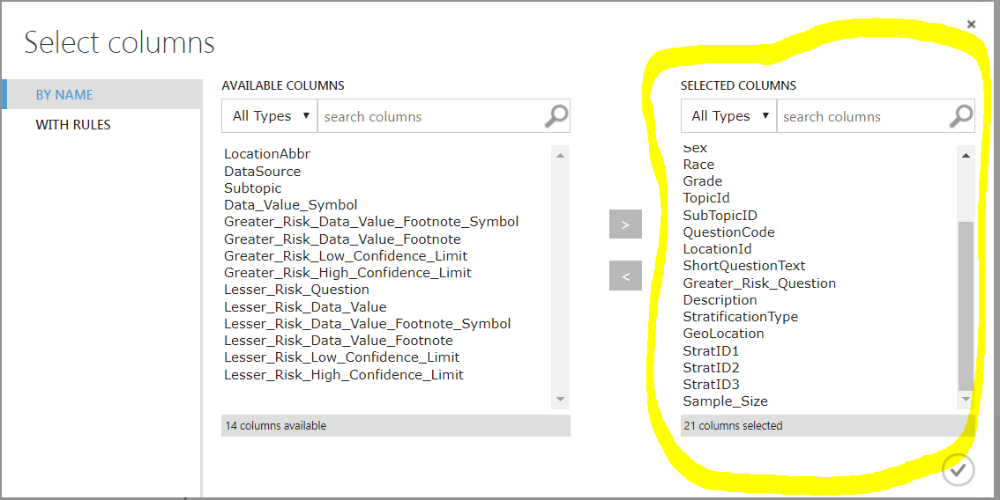 Select columns
BY NAME
WITH RULES
AVAILABLE COLUMNS
All Types
search columns
LocationAbbr
DataSource
Subtopic
Data_Value_Symbol
Greater_Risk_Data_Value_Footnote_Symbol
Greater_Risk_Data_Value_Footnote
Greater_Risk_Low_Confidence_Limit
Greater_Risk_High_Confidence_Limit
Lesser_Risk_Question
Lesser_Risk_Data_Value
Lesser_Risk_Data_Value_Footnote_Symbol
Lesser_Risk_Data_Value_Footnote
Lesser_Risk_Low_Confidence_Limit
Lesser_Risk_High_Confidence_Limit
14 columns available
>
<
SELECTED COLUMNS
All Types
search columns
Sex
Race
Grade
TopicId
SubTopicID
QuestionCode
LocationId
ShortQuestionText
Greater_Risk_Question
Description
StratificationType
GeoLocation
StratID1
StratID2
StratID3
Sample_Size
21 columns selected